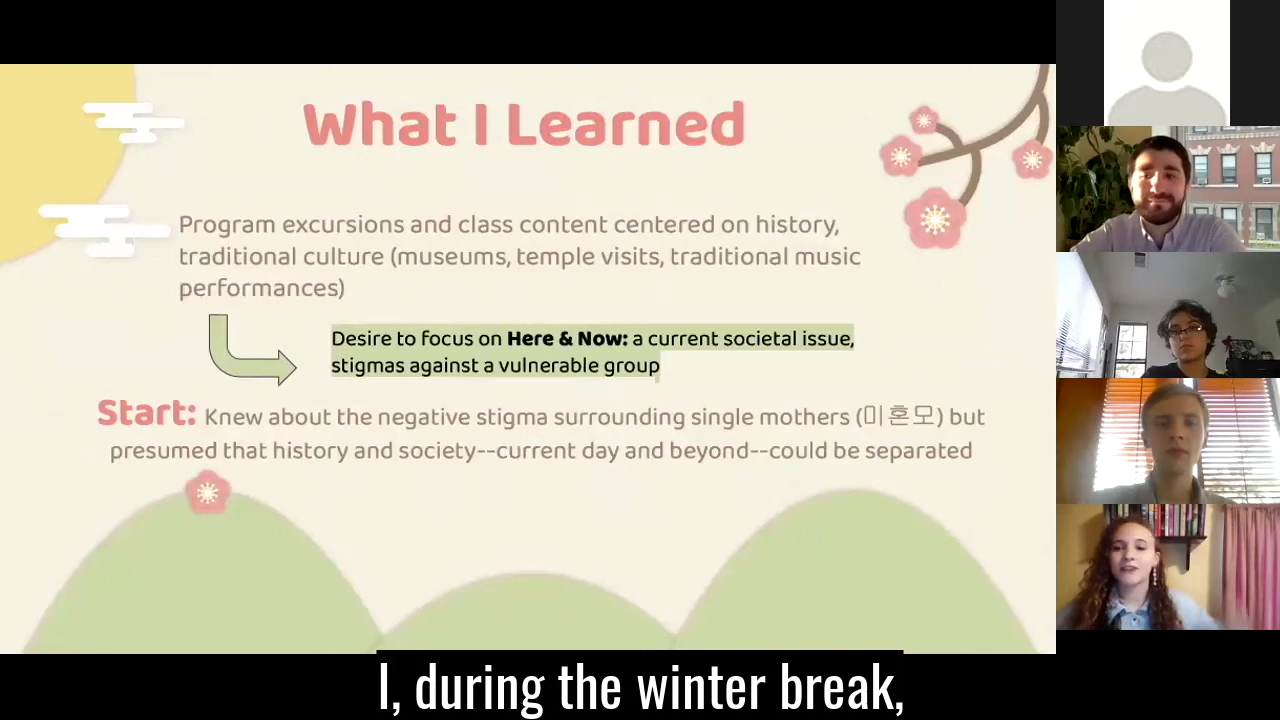 What I Learned
Program excursions and class content centered on history,
traditional culture (museums, temple visits, traditional music
performances)
Desire to focus on Here & Now: a current societal issue,
stigmas against a vulnerable group
Start: Knew about the negative stigma surrounding single mothers (미혼모) but
presumed that history and society--current day and beyond--could be separated
I, during the winter break,